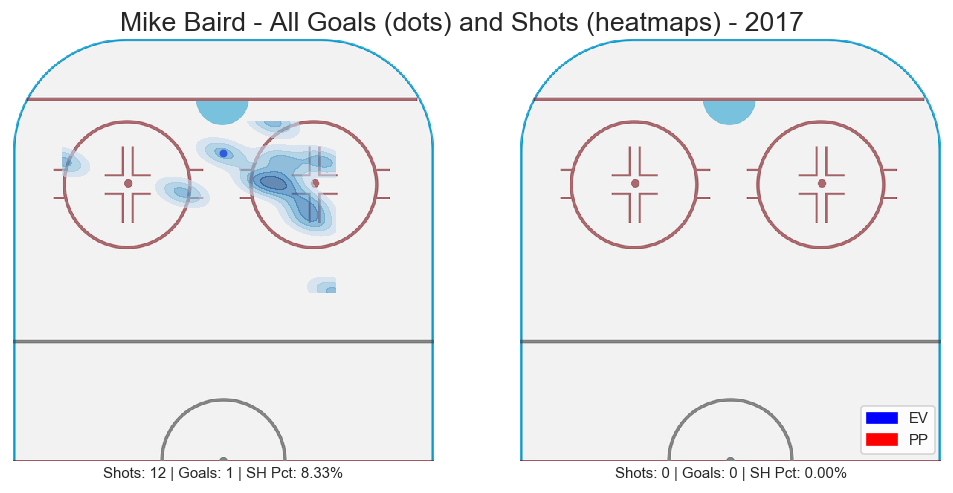 Mike Baird - All Goals (dots) and Shots (heatmaps) - 2017
EV
PP
Shots: 12 | Goals: 1 | SH Pct: 8.33%
Shots: 0 | Goals: 0 | SH Pct: 0.00%